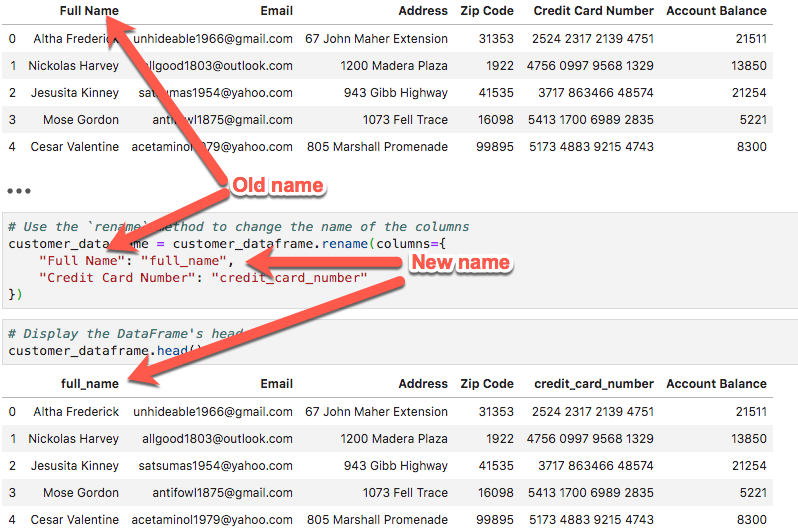 Full Name Email Address Zip Code Credit Card Number Account Balance
0 Altha Frederick unhideable1966@gmail.com 67 John Maher Extension 31353 2524 2317 2139 4751 21511
1 Nickolas Harvey allgood1803@outlook.com 1200 Madera Plaza 1922 4756 0997 9568 1329 13850
2 Jesusita Kinney satsumas1954@yahoo.com 943 Gibb Highway 41535 3717 863466 48574 21254
3 Mose Gordon antifowl1875@gmail.com 1073 Fell Trace 16098 5413 1700 6989 2835 5221
4 Cesar Valentine acetaminol1979@yahoo.com 805 Marshall Promenade 99895 5173 4883 9215 4743 8300
Old name
# Use the `rename` method to change the name of the columns
customer_dataframe = customer_dataframe.rename(columns={
"Full Name": "full_name",
New name
"Credit Card Number": "credit_card_number"
})
# Display the DataFrame's head
customer_dataframe.head()
full_name Email Address Zip Code credit_card_number Account Balance
0 Altha Frederick unhideable1966@gmail.com 67 John Maher Extension 31353 2524 2317 2139 4751 21511
1 Nickolas Harvey allgood1803@outlook.com 1200 Madera Plaza 1922 4756 0997 9568 1329 13850
2 Jesusita Kinney satsumas1954@yahoo.com 943 Gibb Highway 41535 3717 863466 48574 21254
3 Mose Gordon antifowl1875@gmail.com 1073 Fell Trace 16098 5413 1700 6989 2835 5221
4 Cesar Valentine acetaminol1979@yahoo.com 805 Marshall Promenade 99895 5173 4883 9215 4743 8300